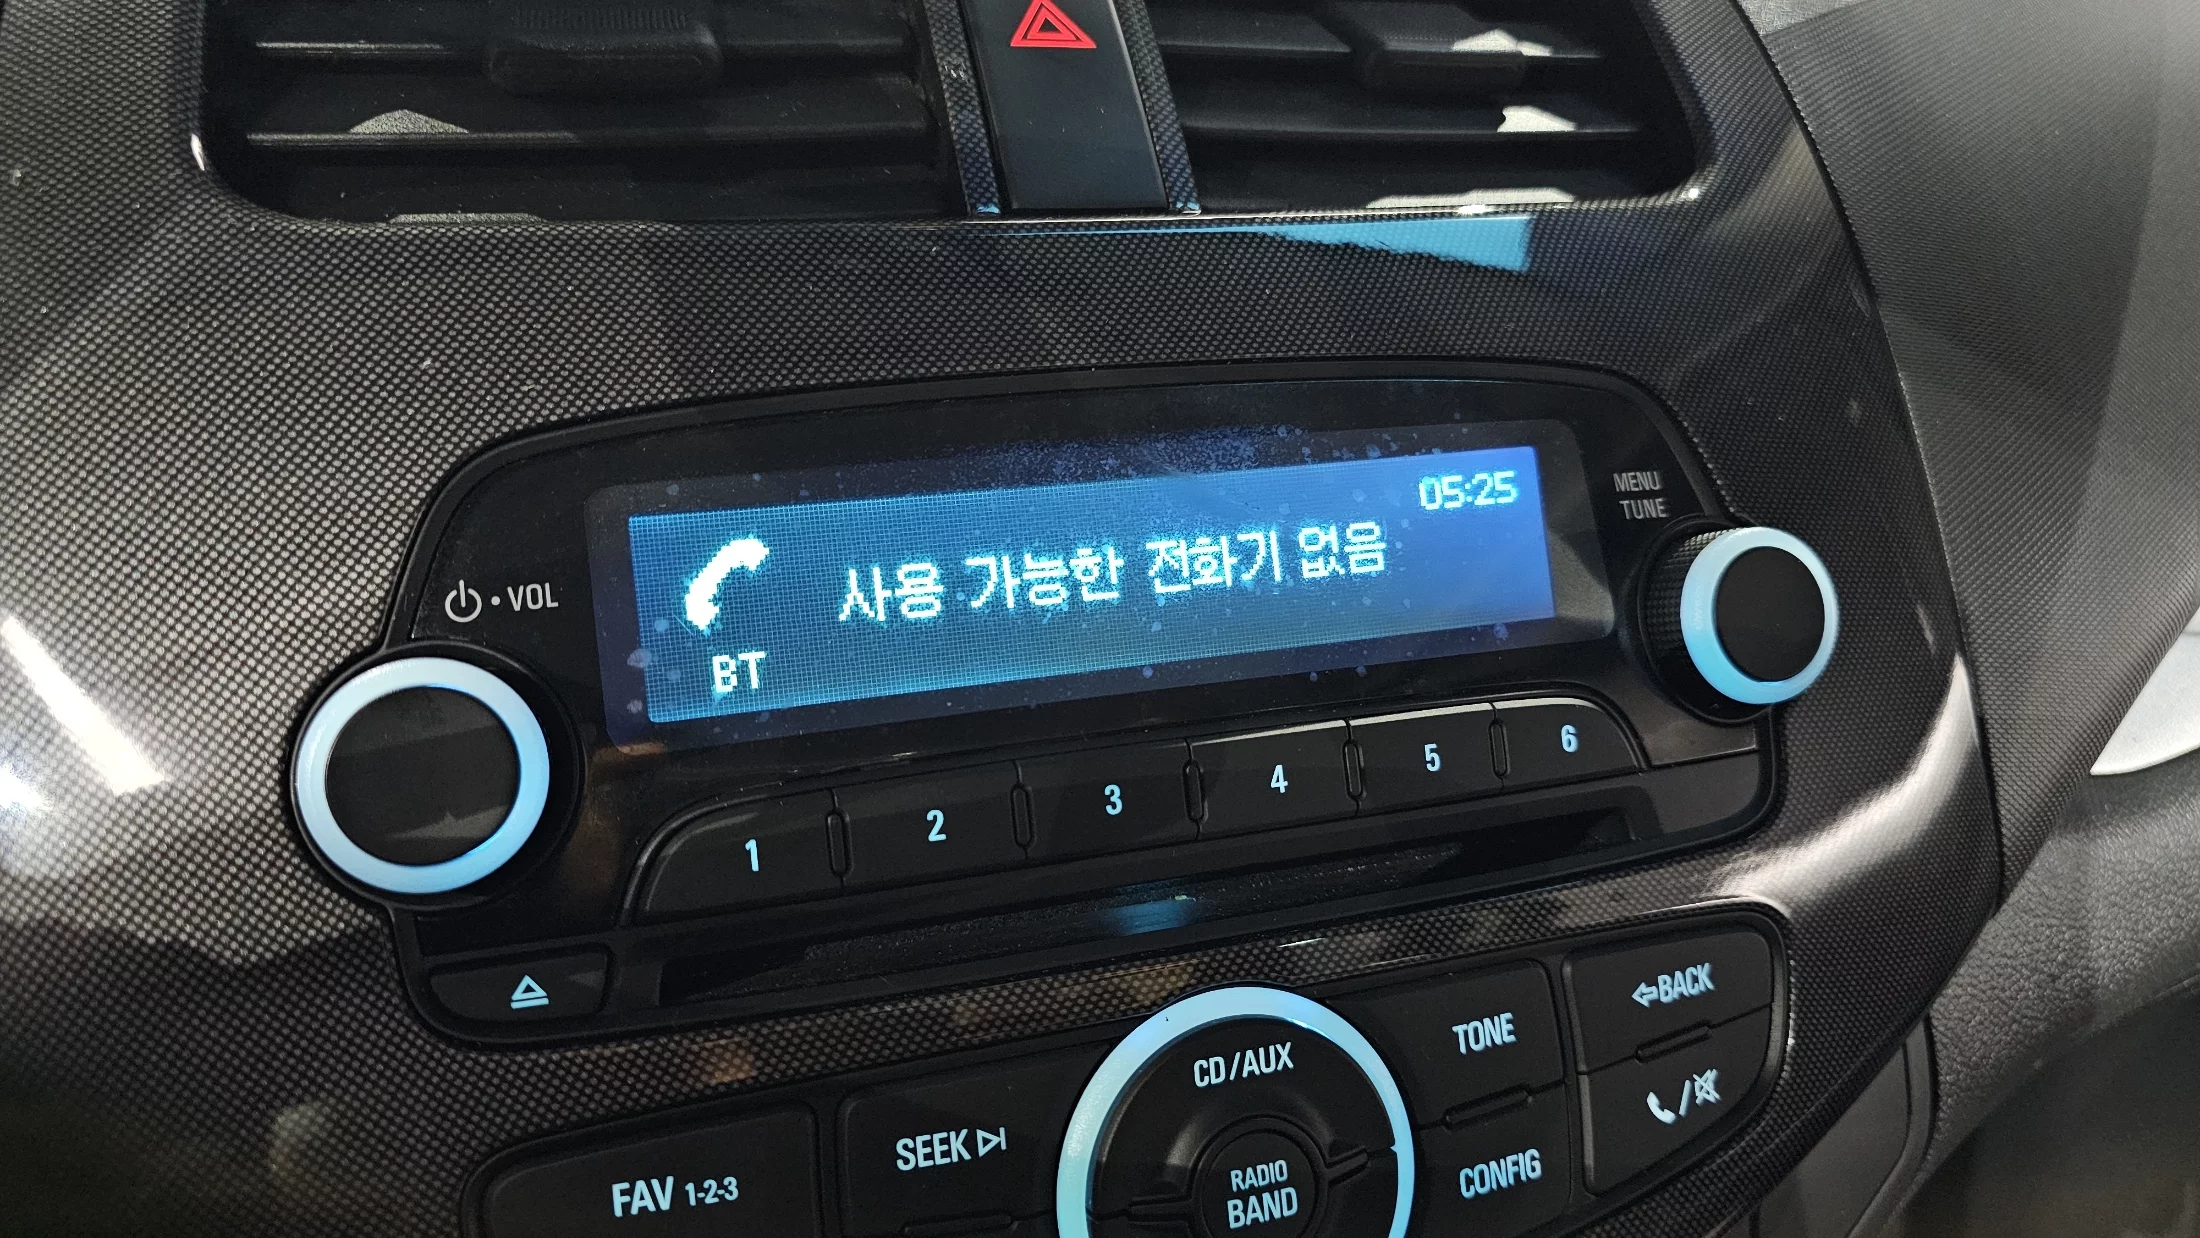 05:25
사용 가능한 전화기 없음
BT
VOL
MENU
TUNE
1 2 3 4 5 6
CD/AUX
TONE
BACK
SEEK
FAV 1-2-3
RADIO
BAND
CONFIG